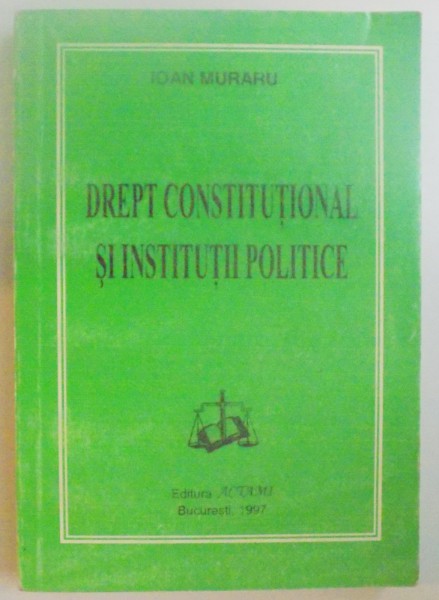 IOAN MURARU
DREPT CONSTITUȚIONAL
ȘI INSTITUȚII POLITICE
Editura ACTAMI
București, 1997